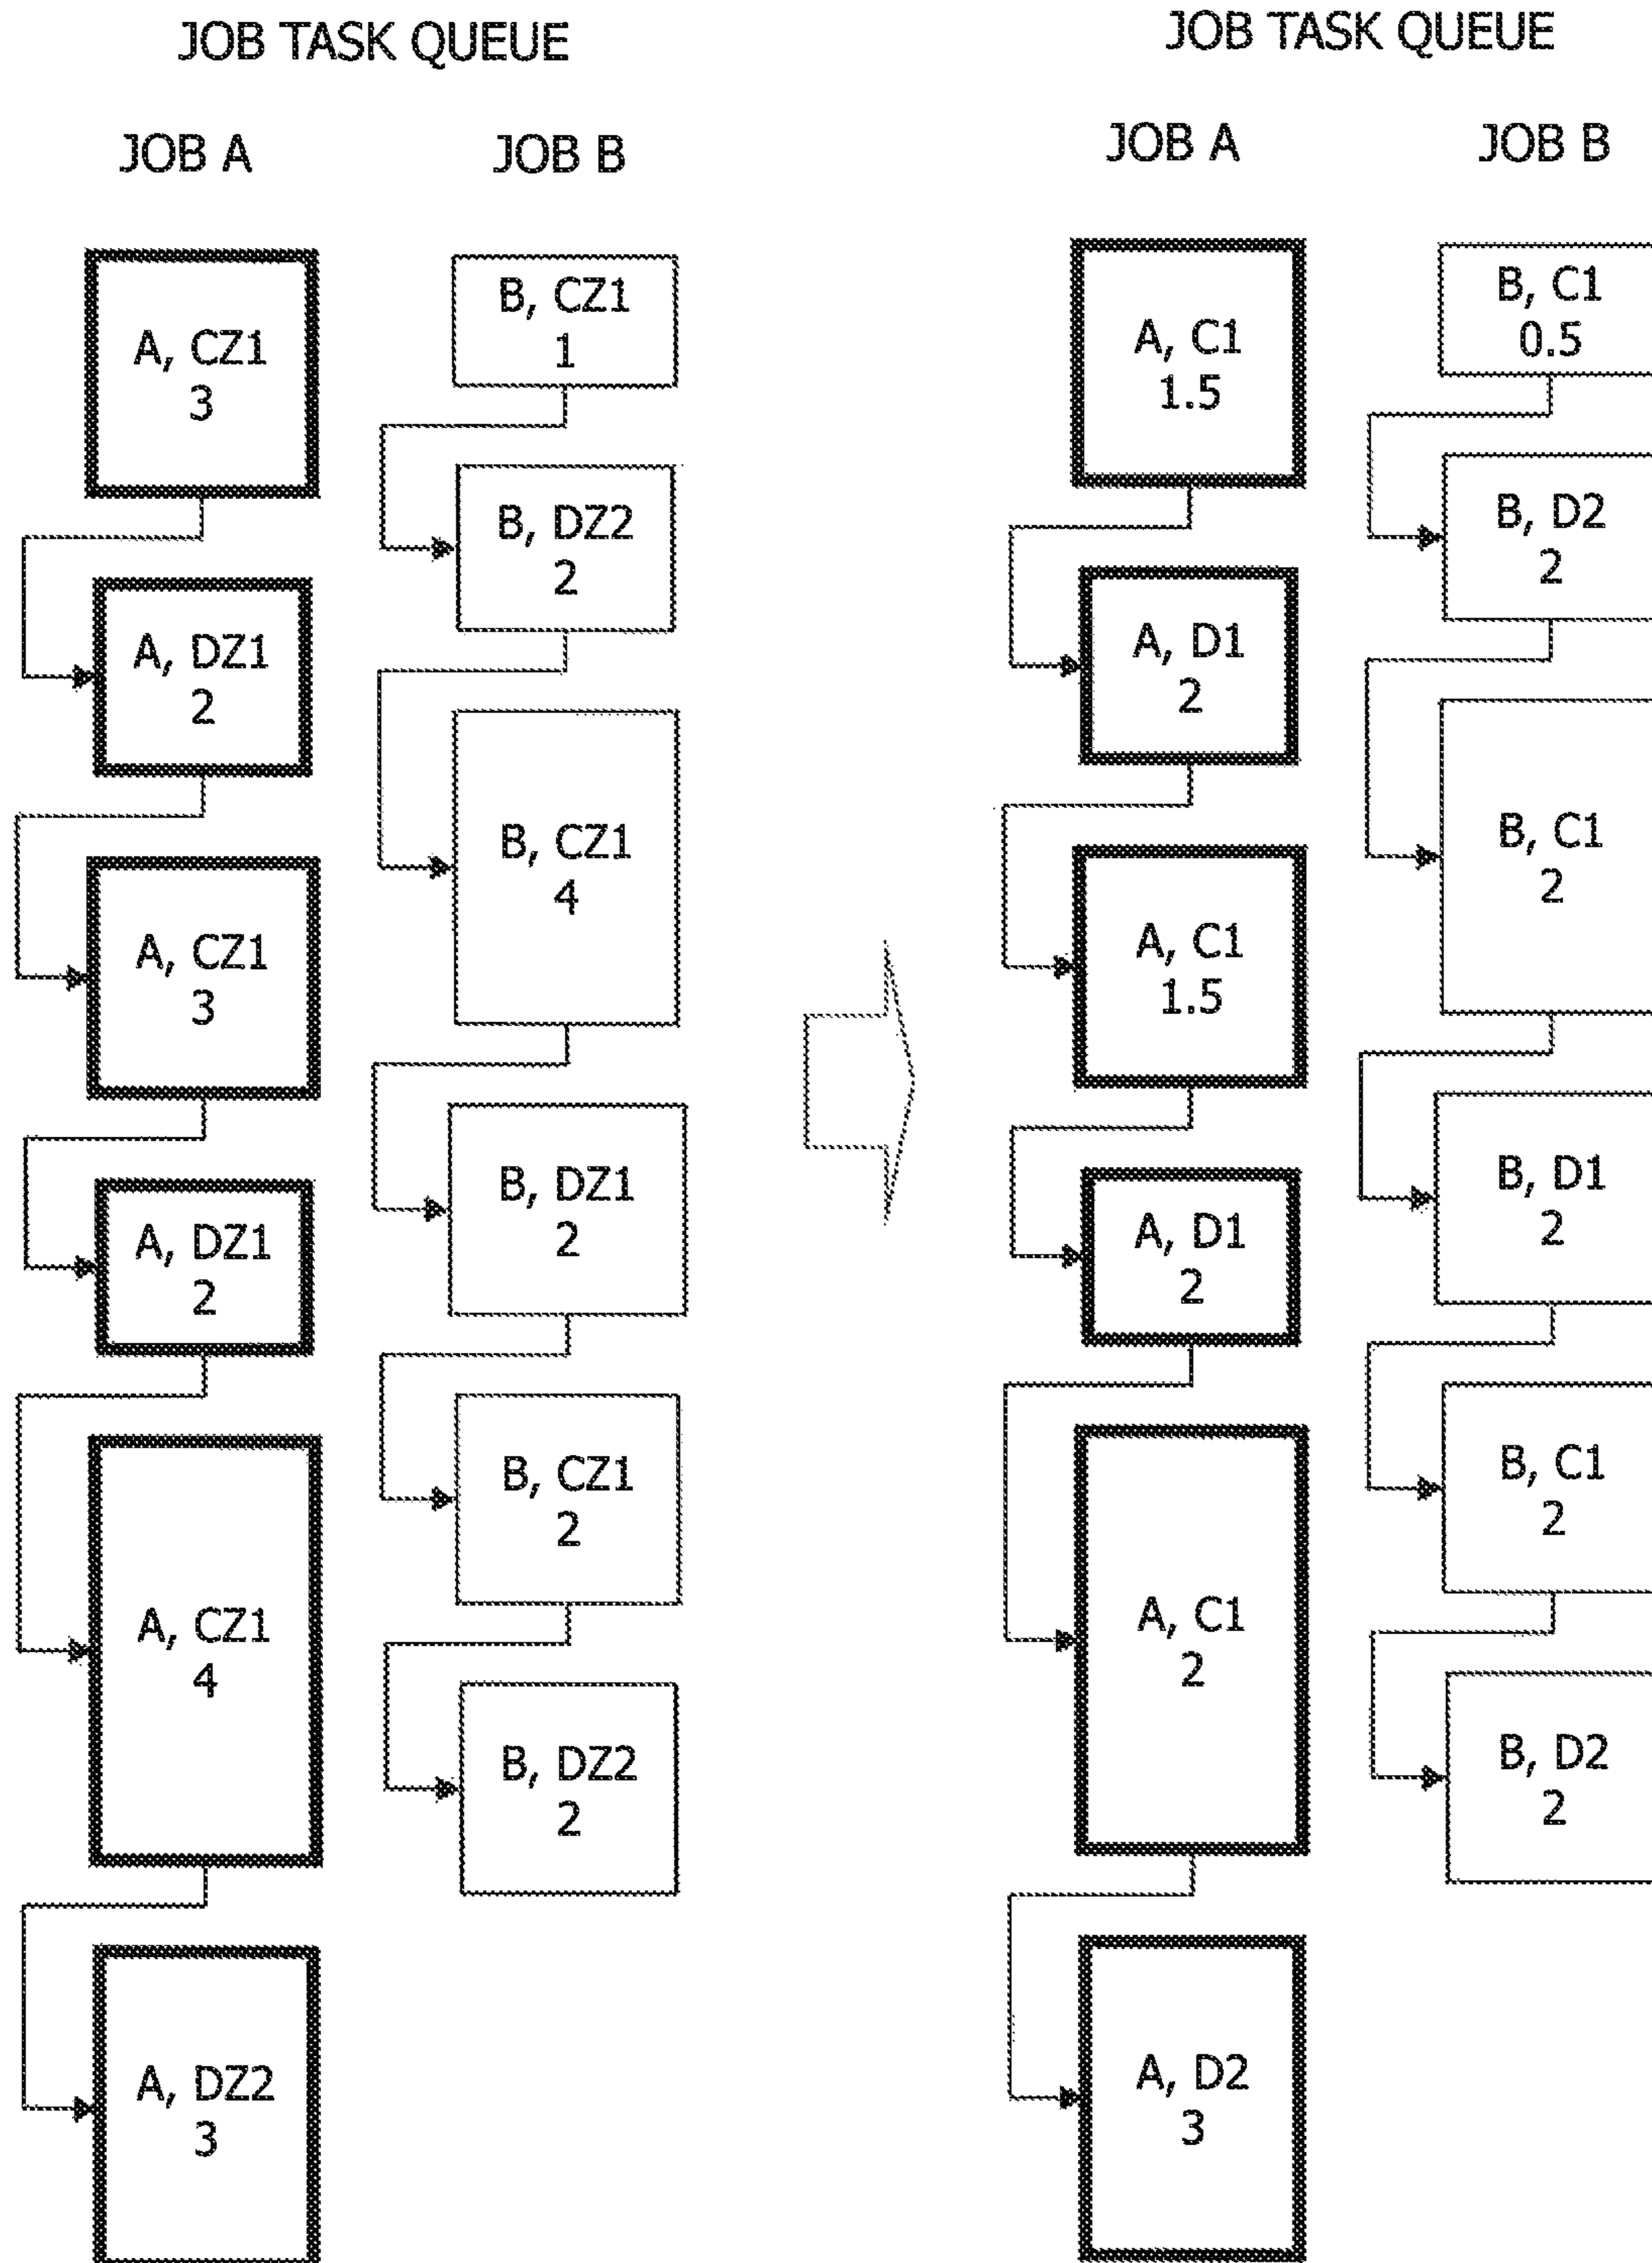 JOB TASK QUEUE
JOB A
JOB B
A, CZ1
3
A, DZ1
2
A, CZ1
3
A, DZ1
2
A, CZ1
4
A, DZ2
3
B, CZ1
1
B, DZ2
2
B, CZ1
4
B, DZ1
2
B, CZ1
2
B, DZ2
2
JOB TASK QUEUE
JOB A
JOB B
A, C1
1.5
A, D1
2
A, C1
1.5
A, D1
2
A, C1
2
A, D2
3
B, C1
0.5
B, D2
2
B, C1
2
B, D1
2
B, C1
2
B, D2
2